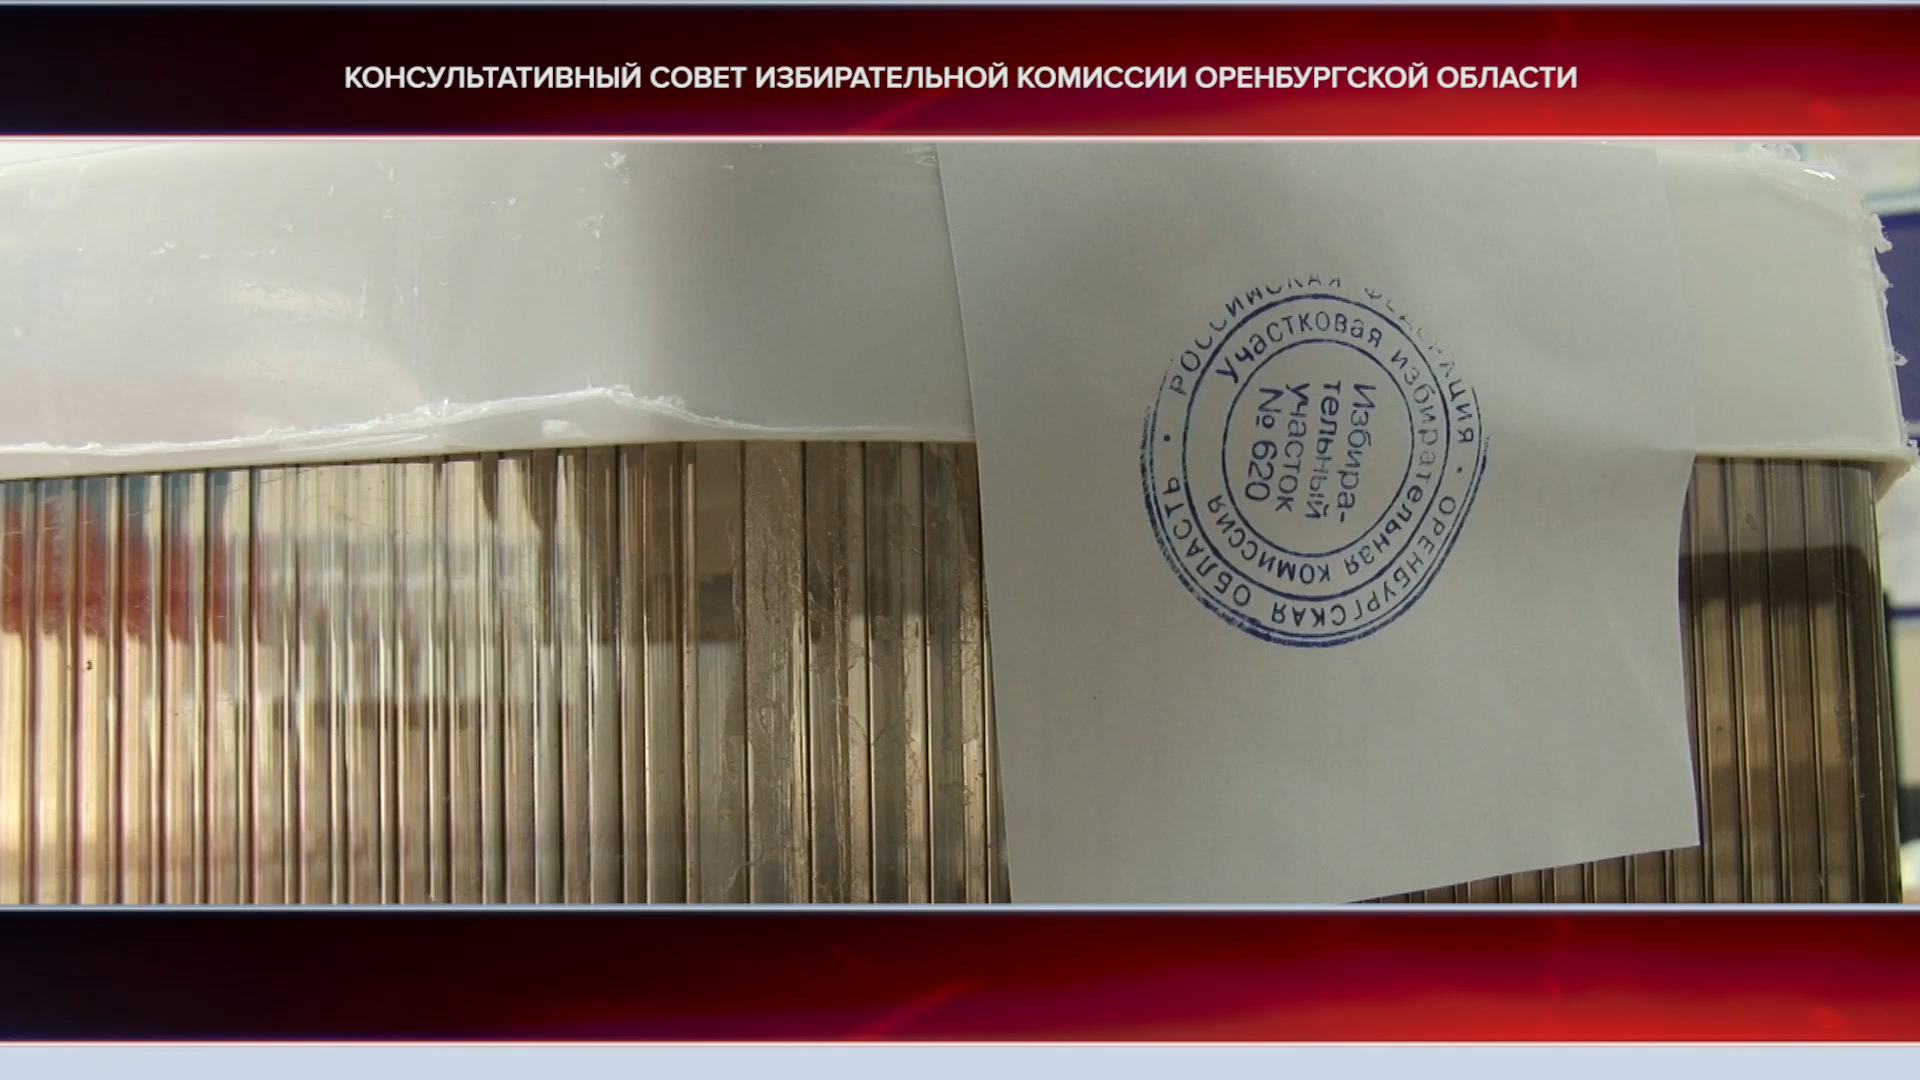 КОНСУЛЬТАТИВНЫЙ СОВЕТ ИЗБИРАТЕЛЬНОЙ КОМИССИИ ОРЕНБУРГСКОЙ ОБЛАСТИ
РОССИЙСКАЯ ФЕДЕРАЦИЯ • ОРЕНБУРГСКАЯ ОБЛАСТЬ •
Участковая избирательная комиссия
Избира-
тельный
участок
№ 620